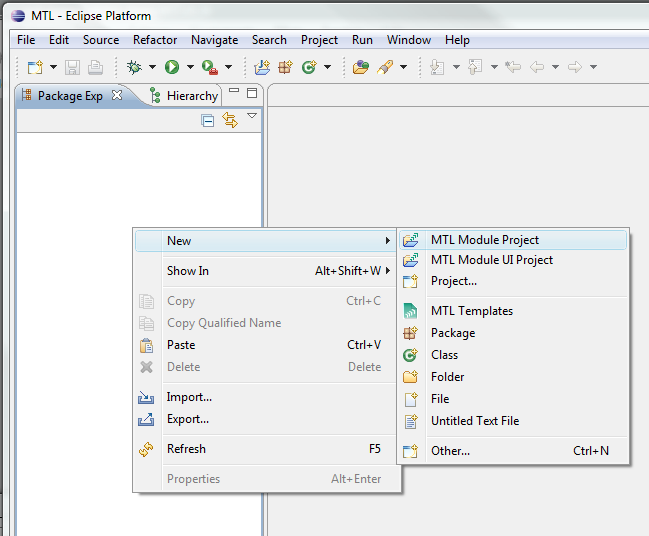 MTL - Eclipse Platform
File Edit Source Refactor Navigate Search Project Run Window Help
Package Exp Hierarchy
New
Show In Alt+Shift+W
Copy Ctrl+C
Copy Qualified Name
Paste Ctrl+V
Delete Delete
Import...
Export...
Refresh F5
Properties Alt+Enter
MTL Module Project
MTL Module UI Project
Project...
MTL Templates
Package
Class
Folder
File
Untitled Text File
Other... Ctrl+N